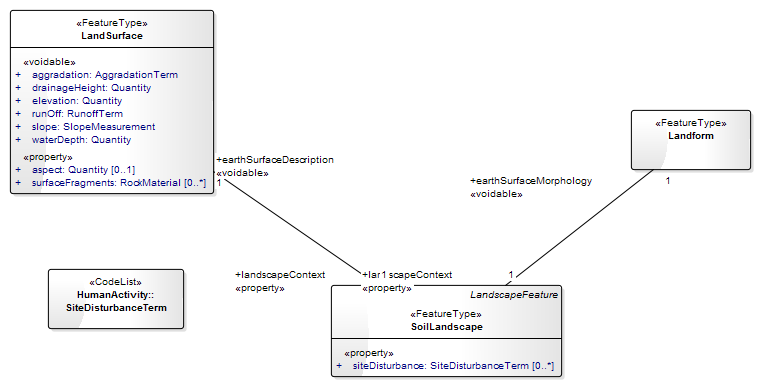 «FeatureType»
LandSurface
«voidable»
+ aggradation: AggradationTerm
+ drainageHeight: Quantity
+ elevation: Quantity
+ runOff: RunoffTerm
+ slope: SlopeMeasurement
+ waterDepth: Quantity
«property»
+ aspect: Quantity [0..1]
+ surfaceFragments: RockMaterial [0..*]
+earthSurfaceDescription
«voidable»
1
«FeatureType»
Landform
+earthSurfaceMorphology
«voidable»
1
«CodeList»
HumanActivity::
SiteDisturbanceTerm
+landscapeContext
«property»
+lar1scapeContext
«property»
1
LandscapeFeature
«FeatureType»
SoilLandscape
«property»
+ siteDisturbance: SiteDisturbanceTerm [0..*]